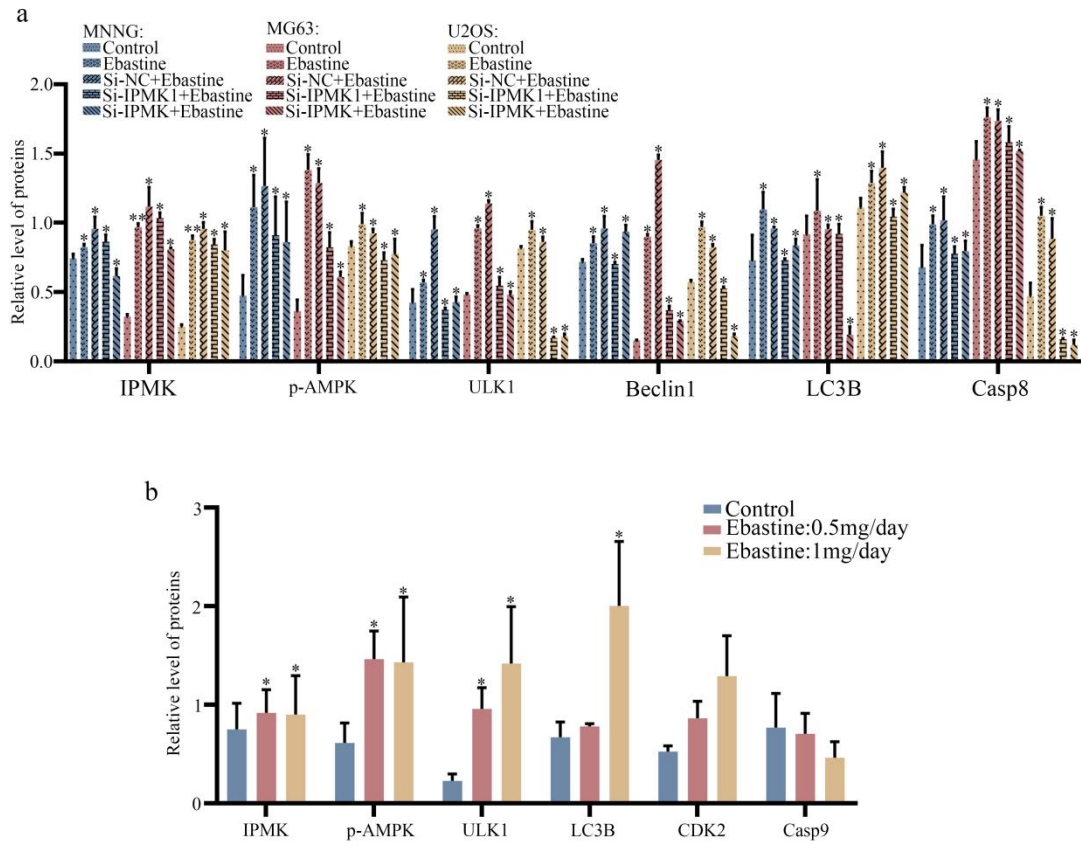 a
MNNG: MG63: U2OS:
Control Control Control
Ebastine Ebastine Ebastine
Si-NC+Ebastine Si-NC+Ebastine Si-NC+Ebastine
Si-IPMK1+Ebastine Si-IPMK1+Ebastine Si-IPMK1+Ebastine
Si-IPMK+Ebastine Si-IPMK+Ebastine Si-IPMK+Ebastine
Relative level of proteins
2.0
1.5
1.0
0.5
0.0
IPMK p-AMPK ULK1 Beclin1 LC3B Casp8
b
Control
Ebastine:0.5mg/day
Ebastine:1mg/day
Relative level of proteins
3
2
1
0
IPMK p-AMPK ULK1 LC3B CDK2 Casp9